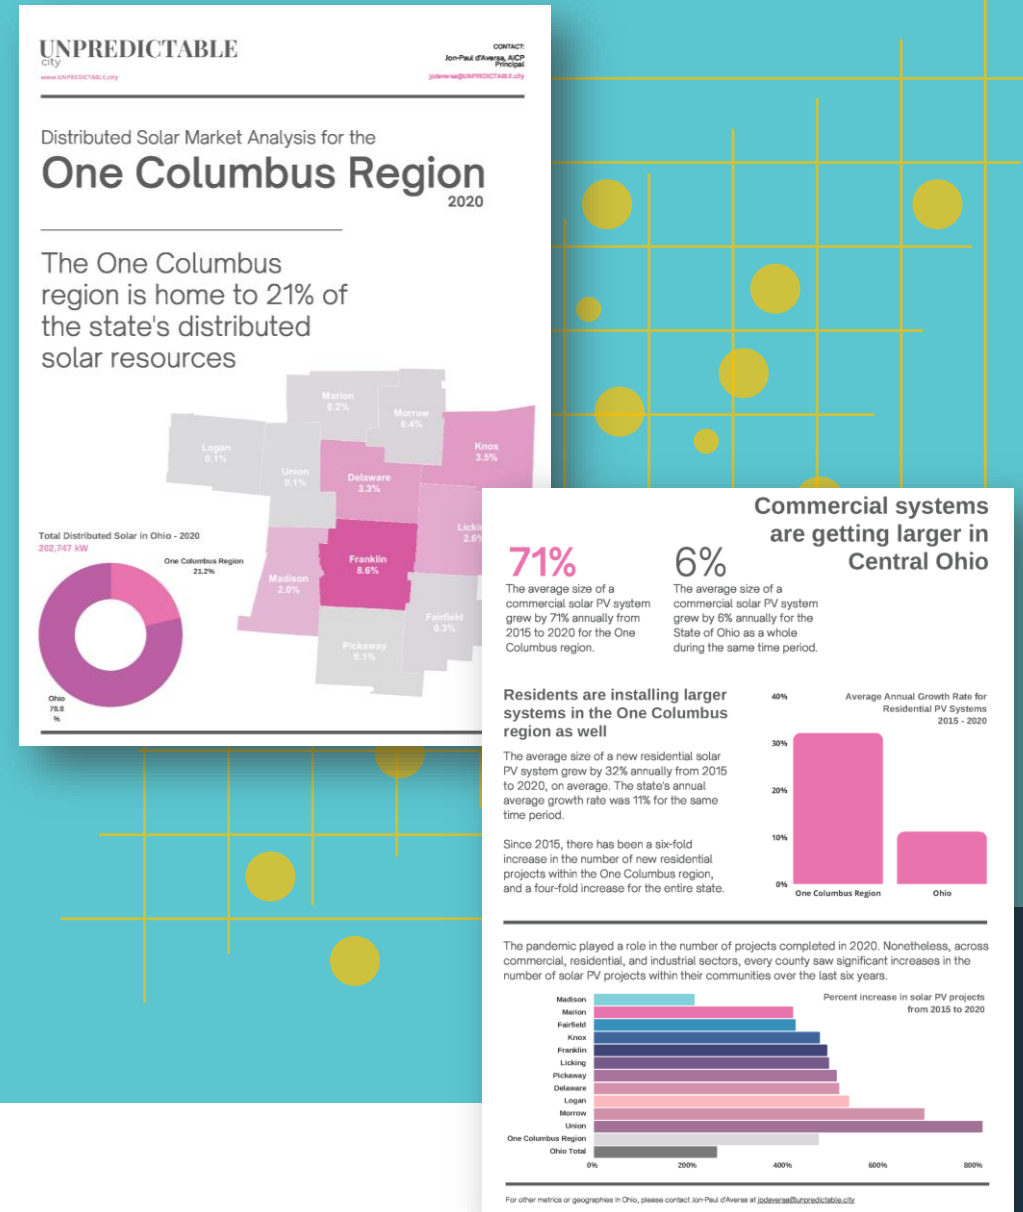 UNPREDICTABLE
city
www.UNPREDICTABLE.city
CONTACT:
Jon-Paul d'Aversa, AICP
Principal
jpdaversa@UNPREDICTABLE.city
Distributed Solar Market Analysis for the
One Columbus Region
2020
The One Columbus
region is home to 21% of
the state's distributed
solar resources
Marion
0.2%
Morrow
0.4%
Knox
3.5%
Logan
0.1%
Union
0.1%
Delaware
3.3%
2.6%
Franklin
8.6%
Madison
2.0%
Fairfield
0.3%
Pickaway
0.1%
Total Distributed Solar in Ohio - 2020
202,747 kW
One Columbus Region
21.2%
Ohio
78.8
%
Commercial systems
are getting larger in
Central Ohio
71%
The average size of a
commercial solar PV system
grew by 71% annually from
2015 to 2020 for the One
Columbus region.
6%
The average size of a
commercial solar PV system
grew by 6% annually for the
State of Ohio as a whole
during the same time period.
Residents are installing larger
systems in the One Columbus
region as well
The average size of a new residential solar
PV system grew by 32% annually from 2015
to 2020, on average. The state's annual
average growth rate was 11% for the same
time period.
Since 2015, there has been a six-fold
increase in the number of new residential
projects within the One Columbus region,
and a four-fold increase for the entire state.
Average Annual Growth Rate for
Residential PV Systems
2015 - 2020
40%
30%
20%
10%
0%
One Columbus Region
Ohio
The pandemic played a role in the number of projects completed in 2020. Nonetheless, across
commercial, residential, and industrial sectors, every county saw significant increases in the
number of solar PV projects within their communities over the last six years.
Percent increase in solar PV projects
from 2015 to 2020
Madison
Marion
Fairfield
Knox
Franklin
Licking
Pickaway
Delaware
Logan
Morrow
Union
One Columbus Region
Ohio Total
0%
200%
400%
600%
800%
For other metrics or geographies in Ohio, please contact Jon-Paul d'Aversa at jpdaversa@unpredictable.city